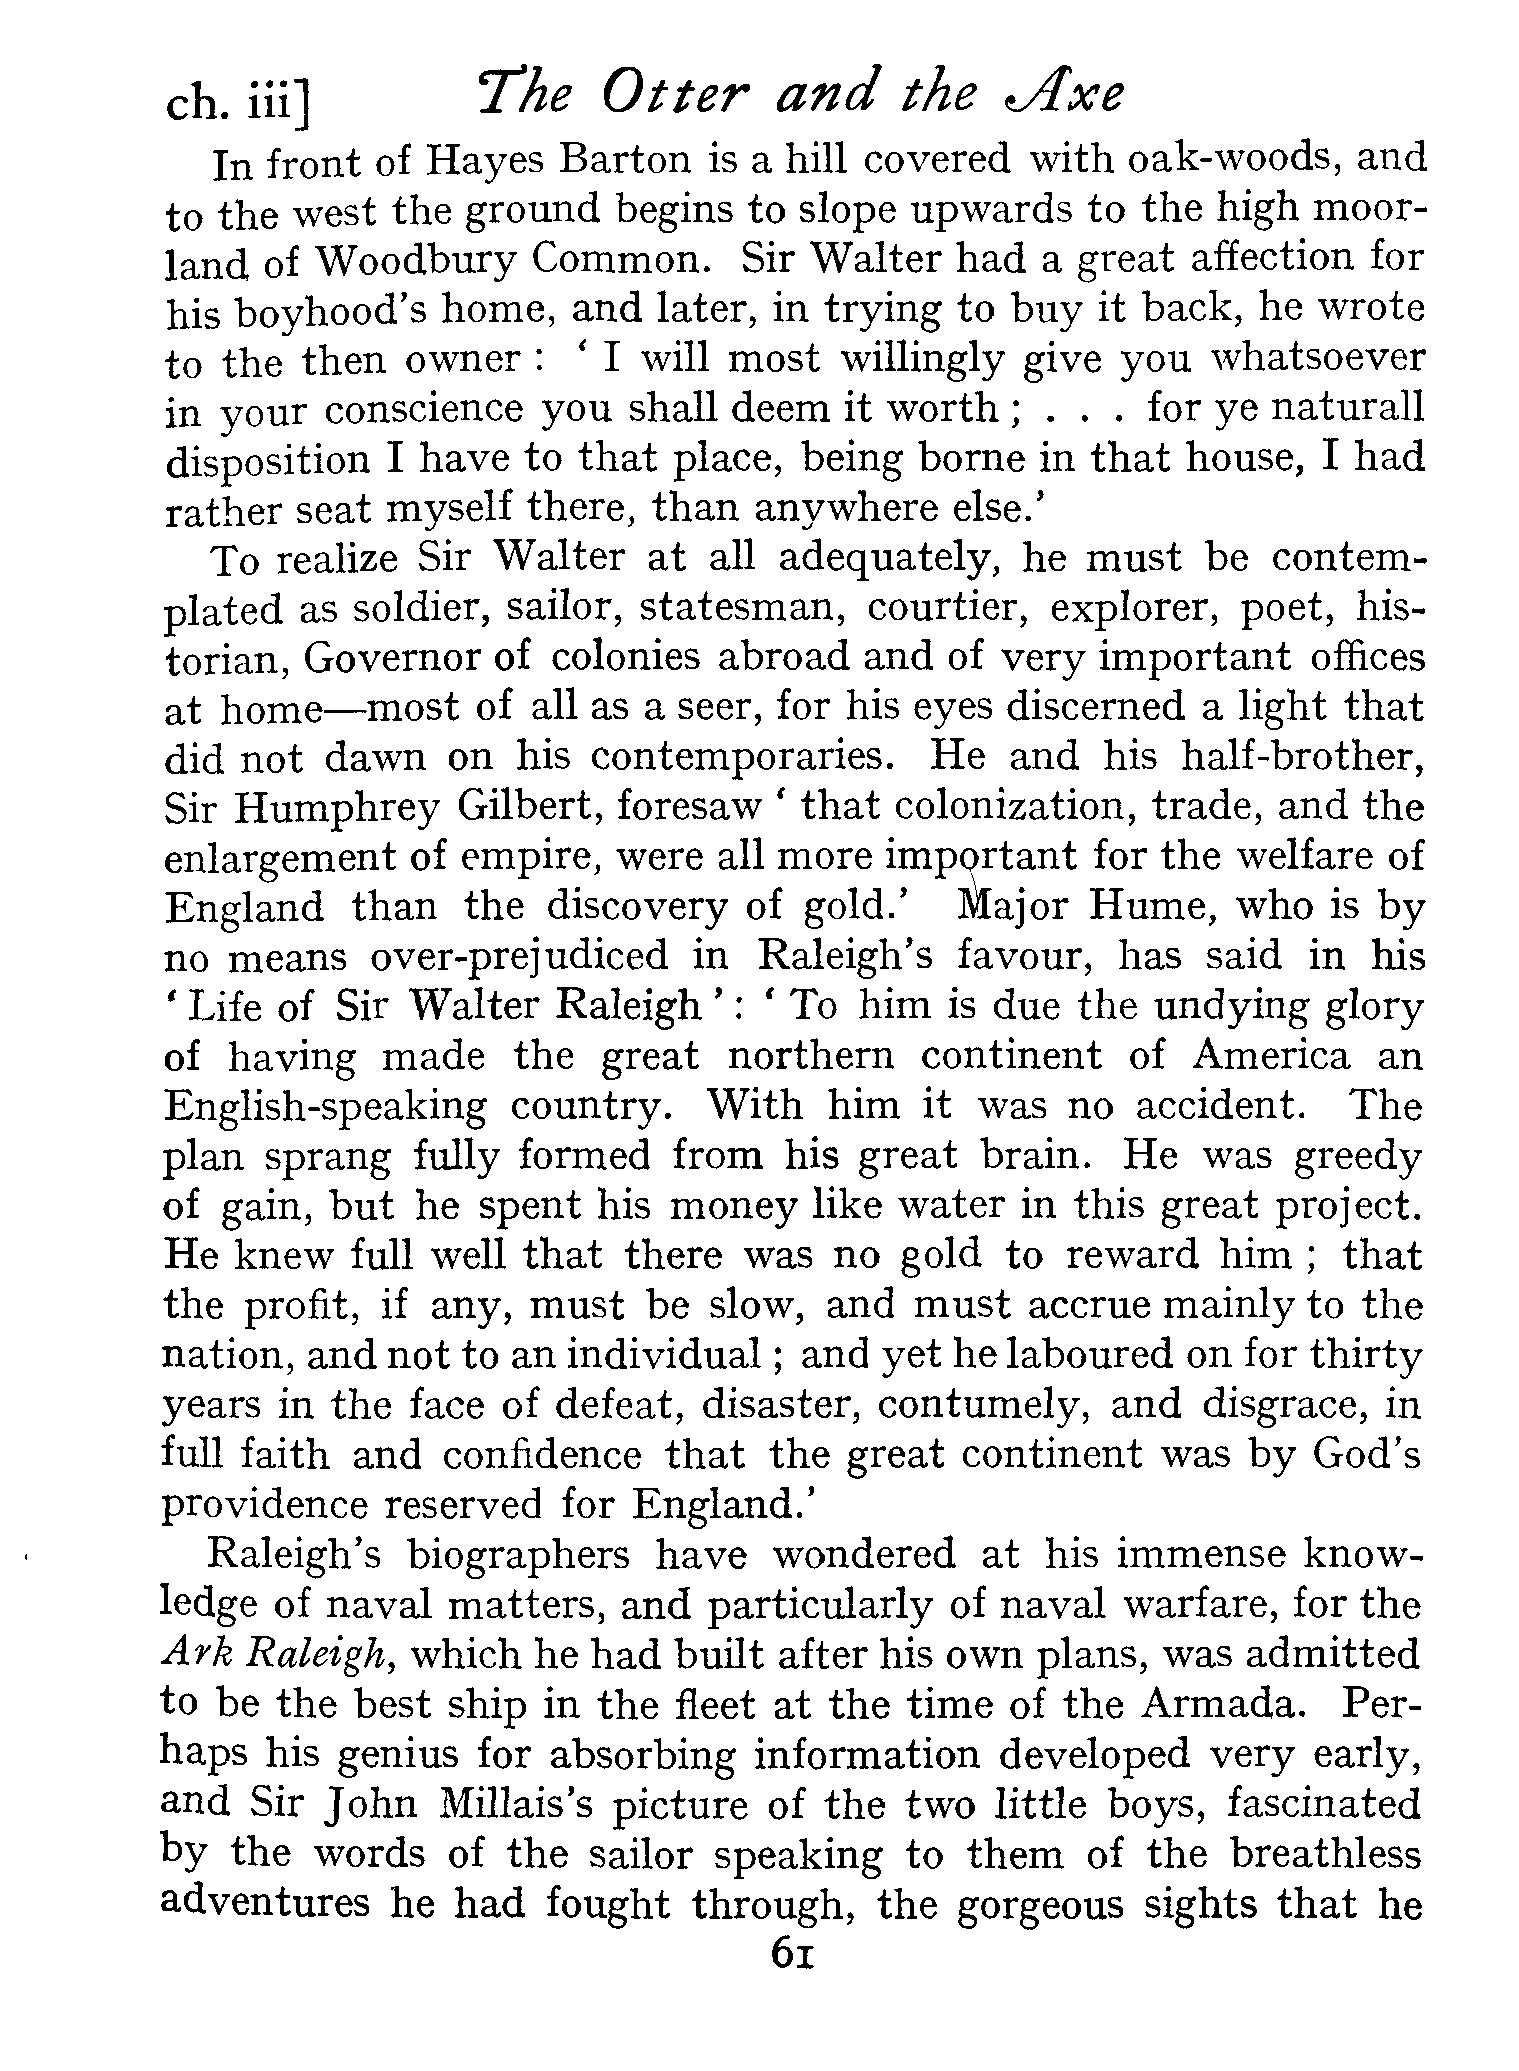 ch. iii] The Otter and the Axe
In front of Hayes Barton is a hill covered with oak-woods, and
to the west the ground begins to slope upwards to the high moor-
land of Woodbury Common. Sir Walter had a great affection for
his boyhood's home, and later, in trying to buy it back, he wrote
to the then owner : ‘ I will most willingly give you whatsoever
in your conscience you shall deem it worth ; . . . for ye naturall
disposition I have to that place, being borne in that house, I had
rather seat myself there, than anywhere else.’
To realize Sir Walter at all adequately, he must be contem-
plated as soldier, sailor, statesman, courtier, explorer, poet, his-
torian, Governor of colonies abroad and of very important offices
at home—most of all as a seer, for his eyes discerned a light that
did not dawn on his contemporaries. He and his half-brother,
Sir Humphrey Gilbert, foresaw ‘ that colonization, trade, and the
enlargement of empire, were all more important for the welfare of
England than the discovery of gold.’ Major Hume, who is by
no means over-prejudiced in Raleigh's favour, has said in his
‘ Life of Sir Walter Raleigh ’ : ‘ To him is due the undying glory
of having made the great northern continent of America an
English-speaking country. With him it was no accident. The
plan sprang fully formed from his great brain. He was greedy
of gain, but he spent his money like water in this great project.
He knew full well that there was no gold to reward him ; that
the profit, if any, must be slow, and must accrue mainly to the
nation, and not to an individual ; and yet he laboured on for thirty
years in the face of defeat, disaster, contumely, and disgrace, in
full faith and confidence that the great continent was by God's
providence reserved for England.’
Raleigh's biographers have wondered at his immense know-
ledge of naval matters, and particularly of naval warfare, for the
Ark Raleigh, which he had built after his own plans, was admitted
to be the best ship in the fleet at the time of the Armada. Per-
haps his genius for absorbing information developed very early,
and Sir John Millais's picture of the two little boys, fascinated
by the words of the sailor speaking to them of the breathless
adventures he had fought through, the gorgeous sights that he
61